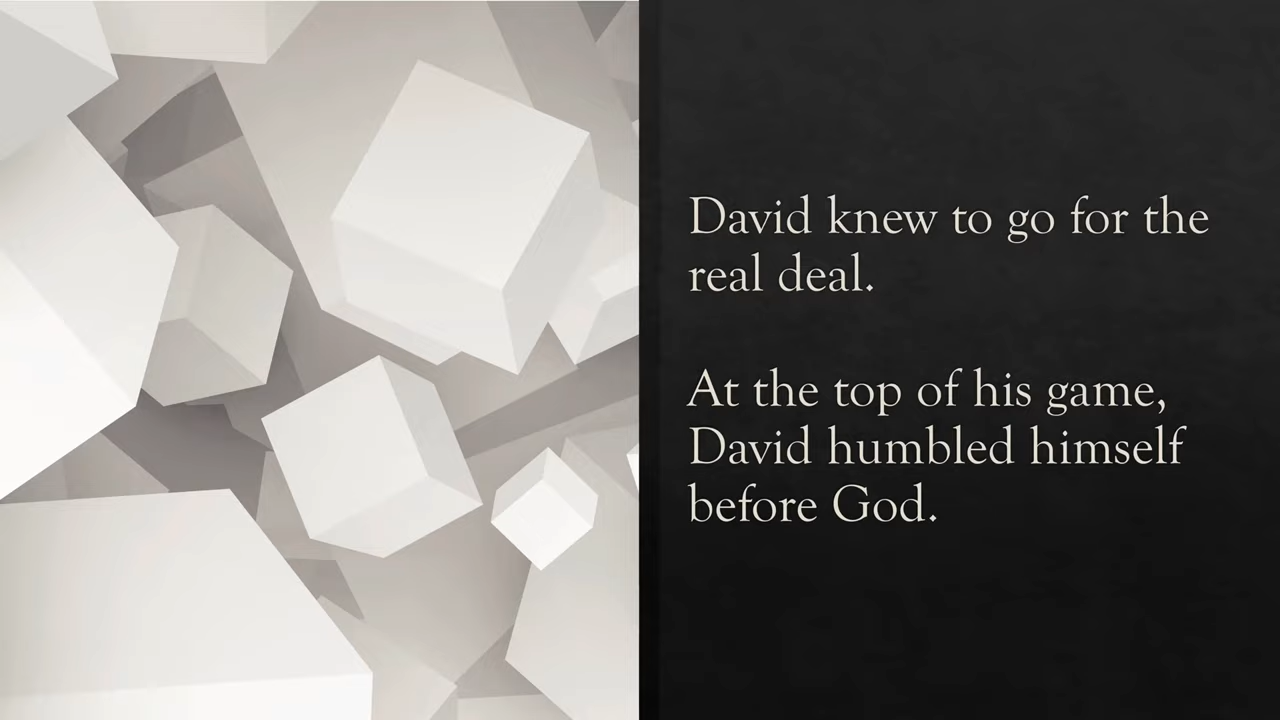 David knew to go for the
real deal.
At the top of his game,
David humbled himself
before God.